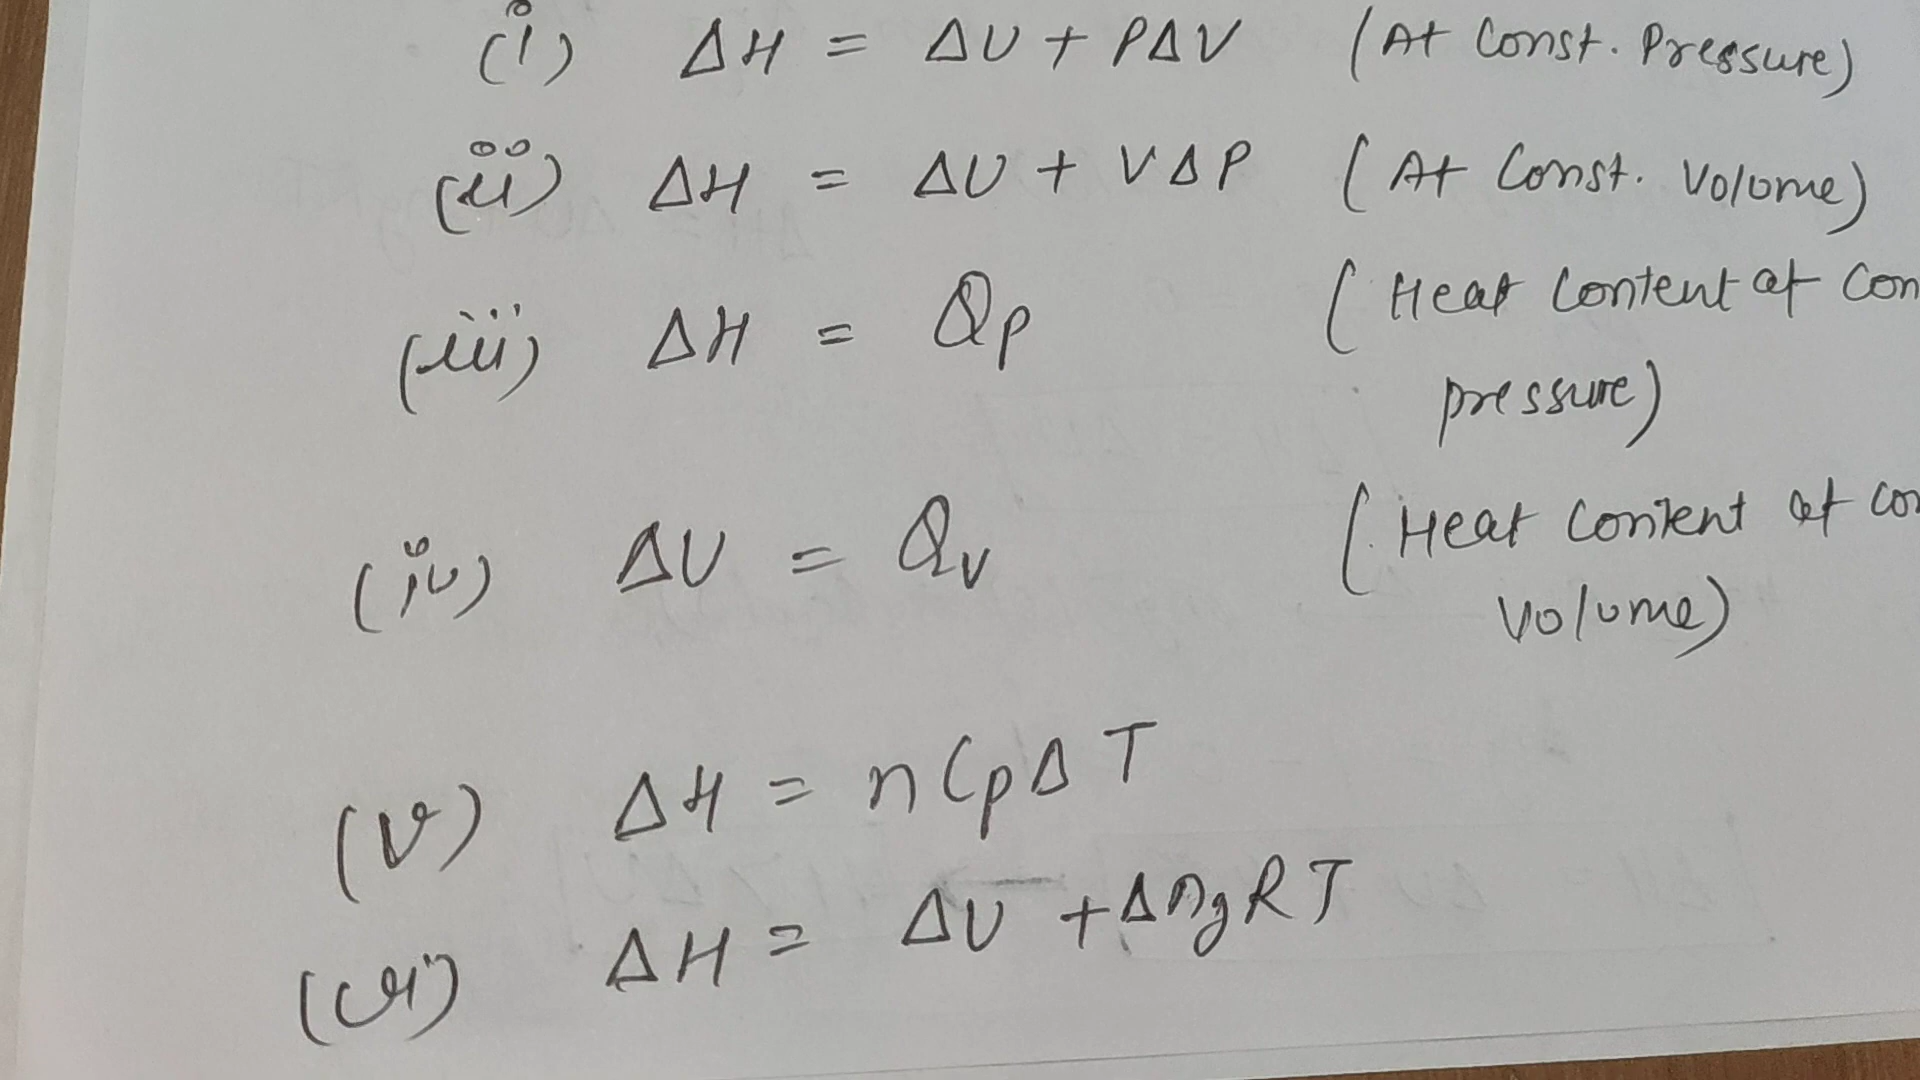 (i) ΔH = ΔU + PΔV (At Const. Pressure)
(ii) ΔH = ΔU + VΔP (At Const. Volume)
(iii) ΔH = Qp (Heat Content at Con
pressure)
(iv) ΔU = Qv (Heat Content at Con
Volume)
(v) ΔH = nCpΔT
(vi) ΔH = ΔU + ΔngRT